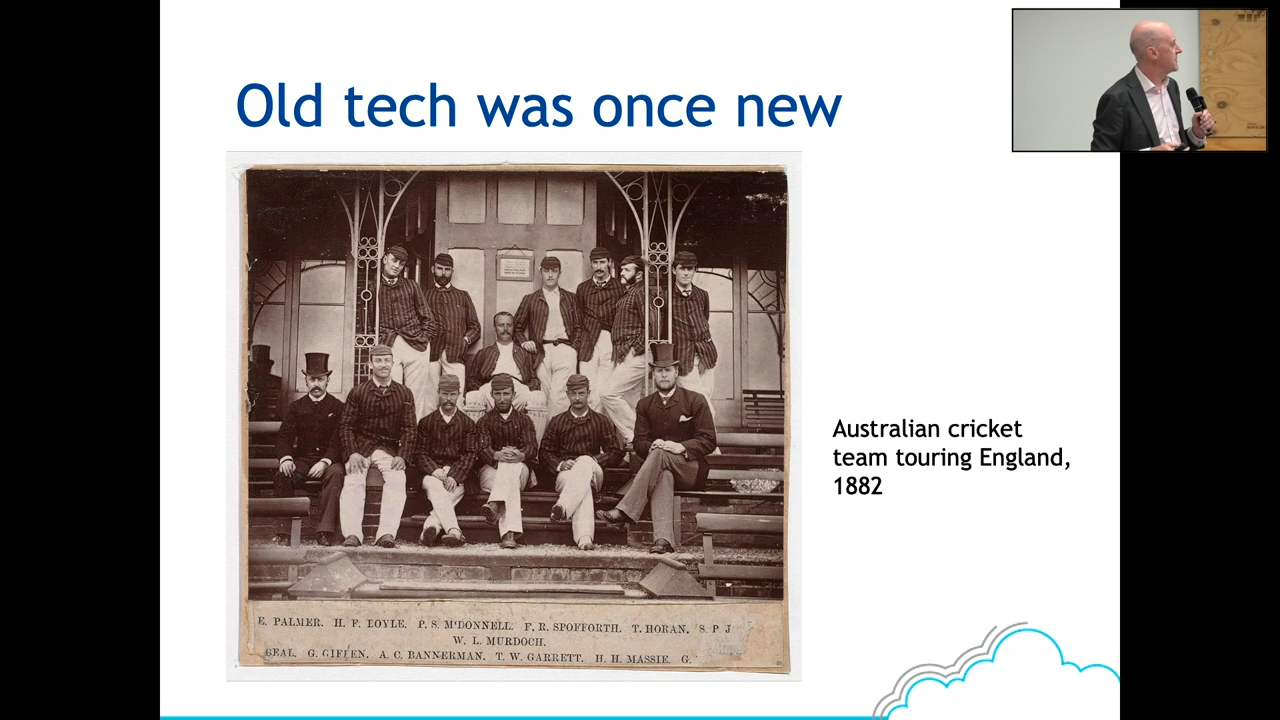 Old tech was once new
E. PALMER. H. F. BOYLE. P. S. McDONNELL. F. R. SPOFFORTH. T. HORAN. S. P. J
W. L. MURDOCH.
BEAL. G. GIFFEN. A. C. BANNERMAN. T. W. GARRETT. H. H. MASSIE. G.
Australian cricket
team touring England,
1882